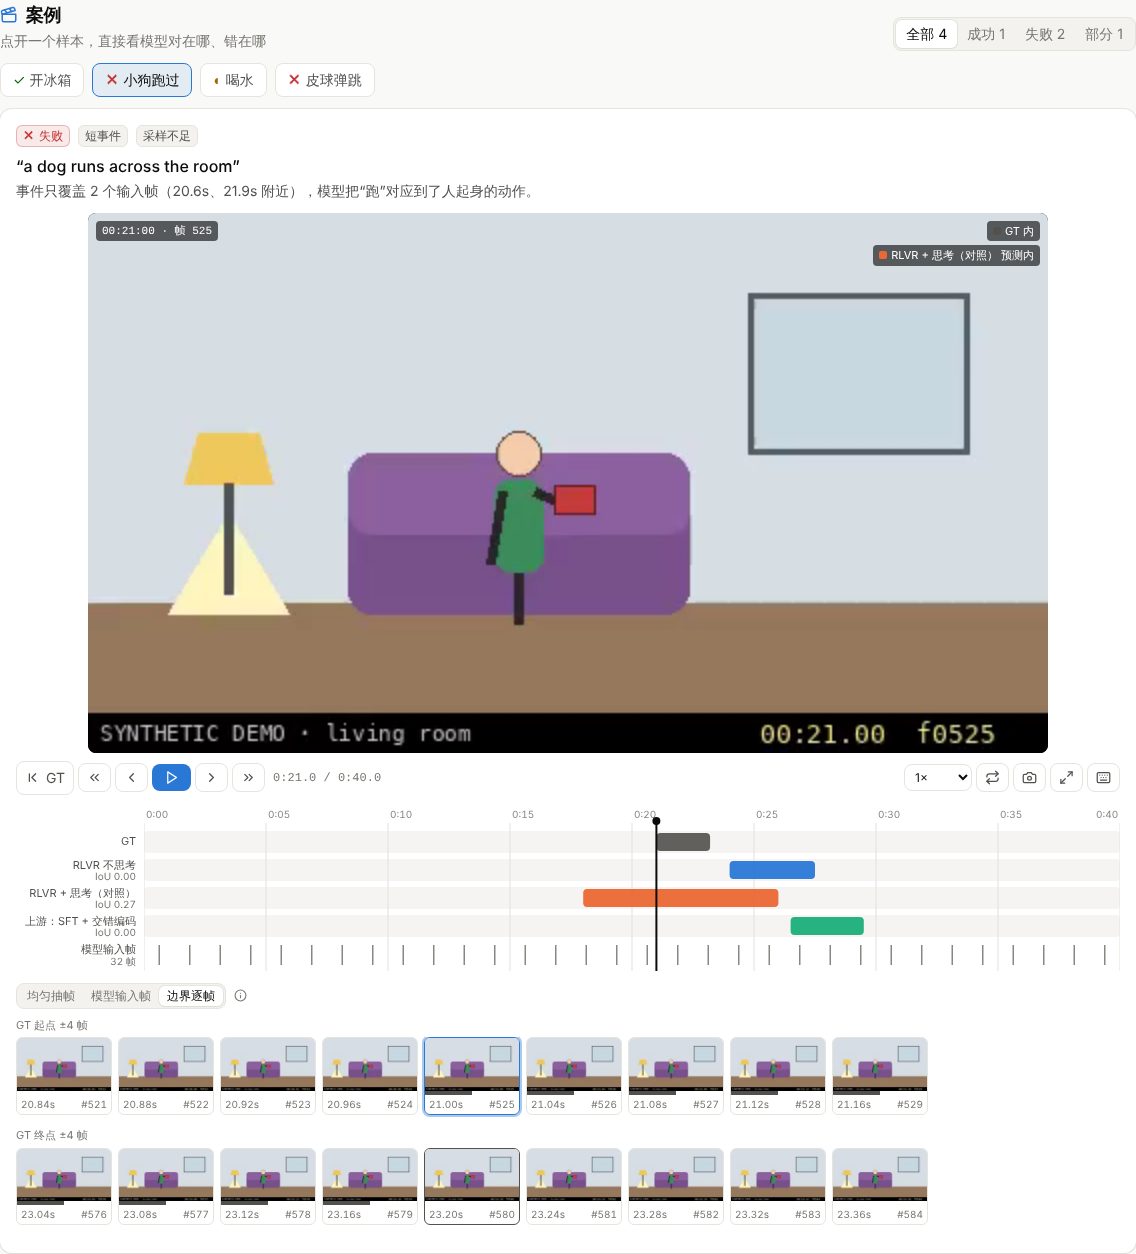 案例
点开一个样本，直接看模型对在哪、错在哪
全部 4 成功 1 失败 2 部分 1
开冰箱 小狗跑过 喝水 皮球弹跳
失败 短事件 采样不足
“a dog runs across the room”
事件只覆盖 2 个输入帧（20.6s、21.9s 附近），模型把“跑”对应到了人起身的动作。
00:21:00 · 帧 525
GT 内
RLVR + 思考（对照） 预测内
SYNTHETIC DEMO · living room 00:21.00 f0525
GT 0:21.0 / 0:40.0 1×
0:00 0:05 0:10 0:15 0:20 0:25 0:30 0:35 0:40
GT
RLVR 不思考
IoU 0.00
RLVR + 思考（对照）
IoU 0.27
上游：SFT + 交错编码
IoU 0.00
模型输入帧
32 帧
均匀抽帧 模型输入帧 边界逐帧
GT 起点 ±4 帧
20.84s #521 20.88s #522 20.92s #523 20.96s #524 21.00s #525 21.04s #526 21.08s #527 21.12s #528 21.16s #529
GT 终点 ±4 帧
23.04s #576 23.08s #577 23.12s #578 23.16s #579 23.20s #580 23.24s #581 23.28s #582 23.32s #583 23.36s #584